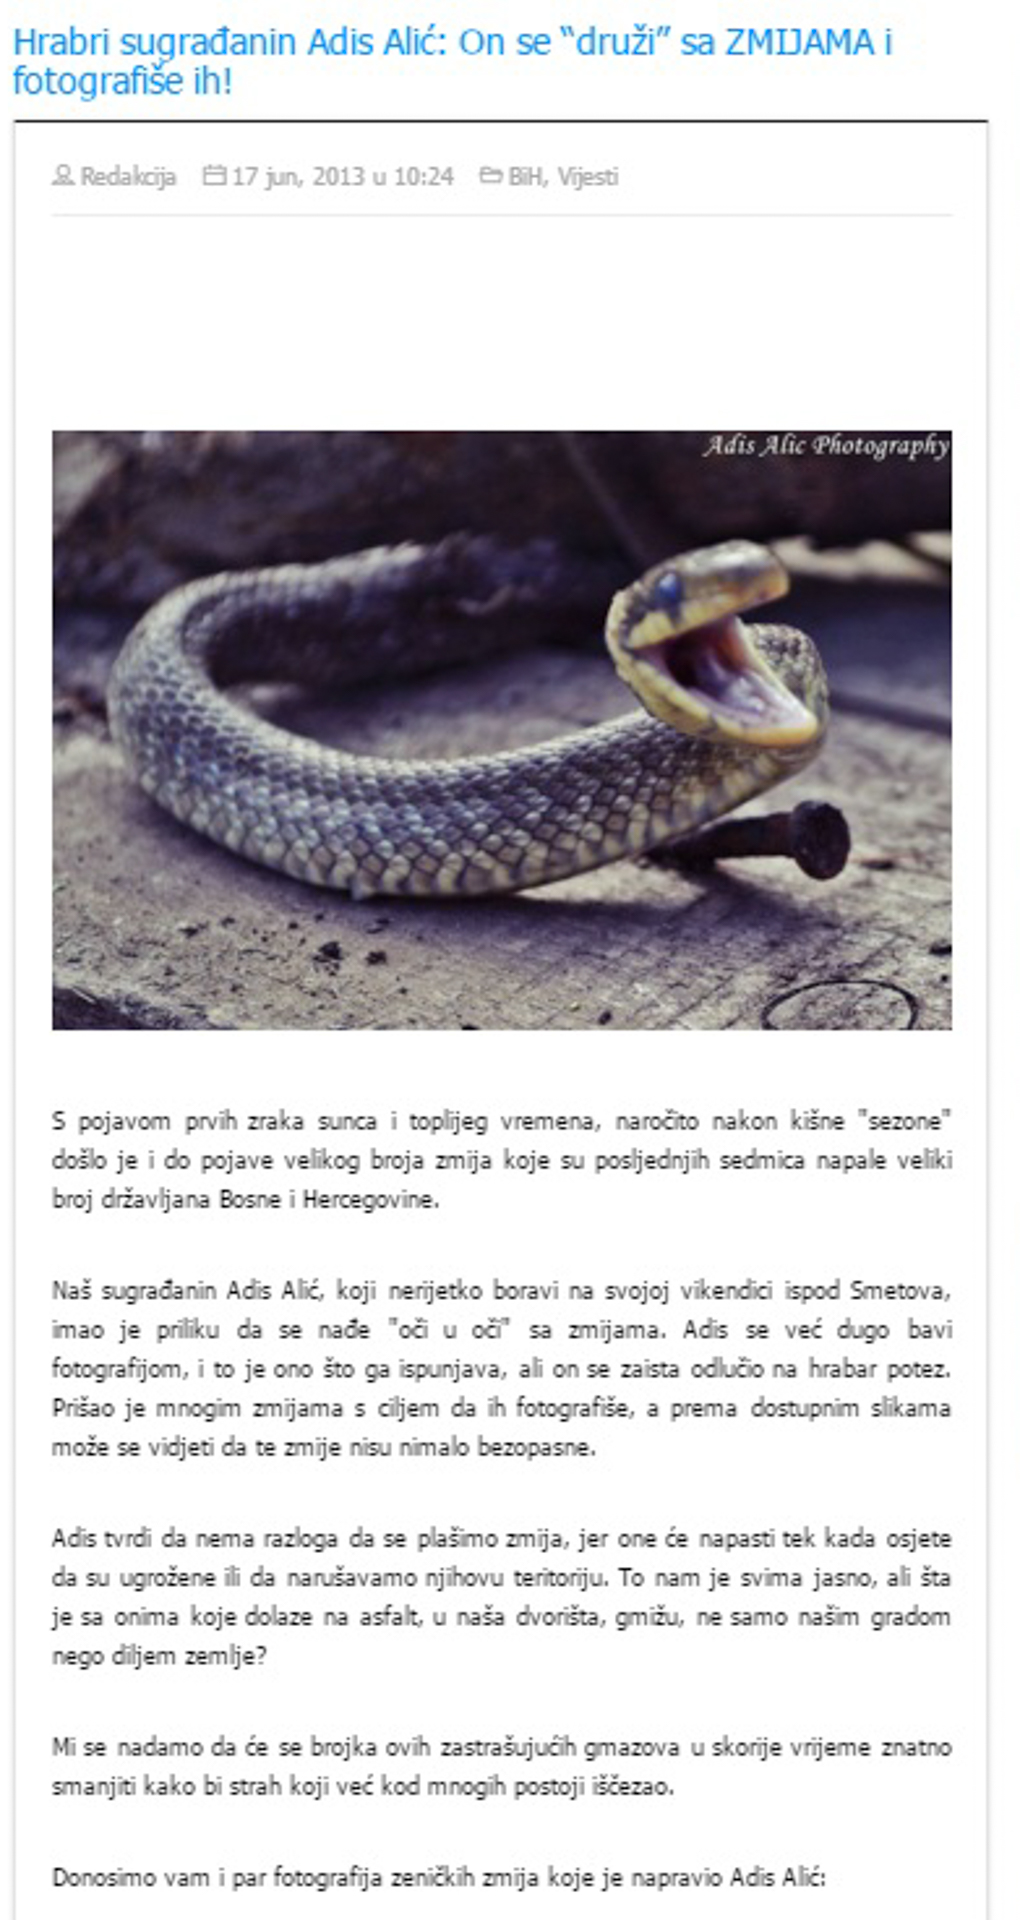 Hrabri sugrađanin Adis Alić: On se “druži” sa ZMIJAMA i
fotografiše ih!
Redakcija 17 jun, 2013 u 10:24 BiH, Vijesti
Adis Alic Photography
S pojavom prvih zraka sunca i toplijeg vremena, naročito nakon kišne "sezone"
došlo je i do pojave velikog broja zmija koje su posljednjih sedmica napale veliki
broj državljana Bosne i Hercegovine.
Naš sugrađanin Adis Alić, koji nerijetko boravi na svojoj vikendici ispod Smetova,
imao je priliku da se nađe "oči u oči" sa zmijama. Adis se već dugo bavi
fotografijom, i to je ono što ga ispunjava, ali on se zaista odlučio na hrabar potez.
Prišao je mnogim zmijama s ciljem da ih fotografiše, a prema dostupnim slikama
može se vidjeti da te zmije nisu nimalo bezopasne.
Adis tvrdi da nema razloga da se plašimo zmija, jer one će napasti tek kada osjete
da su ugrožene ili da narušavamo njihovu teritoriju. To nam je svima jasno, ali šta
je sa onima koje dolaze na asfalt, u naša dvorišta, gmižu, ne samo našim gradom
nego diljem zemlje?
Mi se nadamo da će se brojka ovih zastrašujućih gmazova u skorije vrijeme znatno
smanjiti kako bi strah koji već kod mnogih postoji iščezao.
Donosimo vam i par fotografija zeničkih zmija koje je napravio Adis Alić: